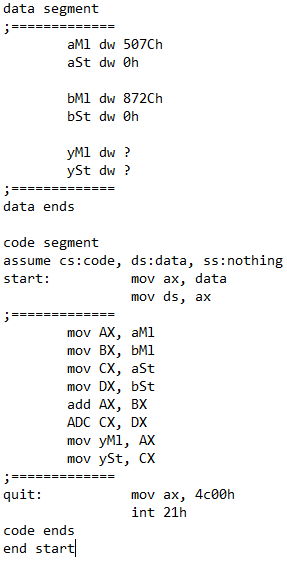 data segment
;=============
aMl dw 507Ch
aSt dw 0h
bMl dw 872Ch
bSt dw 0h
yMl dw ?
ySt dw ?
;=============
data ends
code segment
assume cs:code, ds:data, ss:nothing
start: mov ax, data
mov ds, ax
;=============
mov AX, aMl
mov BX, bMl
mov CX, aSt
mov DX, bSt
add AX, BX
ADC CX, DX
mov yMl, AX
mov ySt, CX
;=============
quit: mov ax, 4c00h
int 21h
code ends
end start